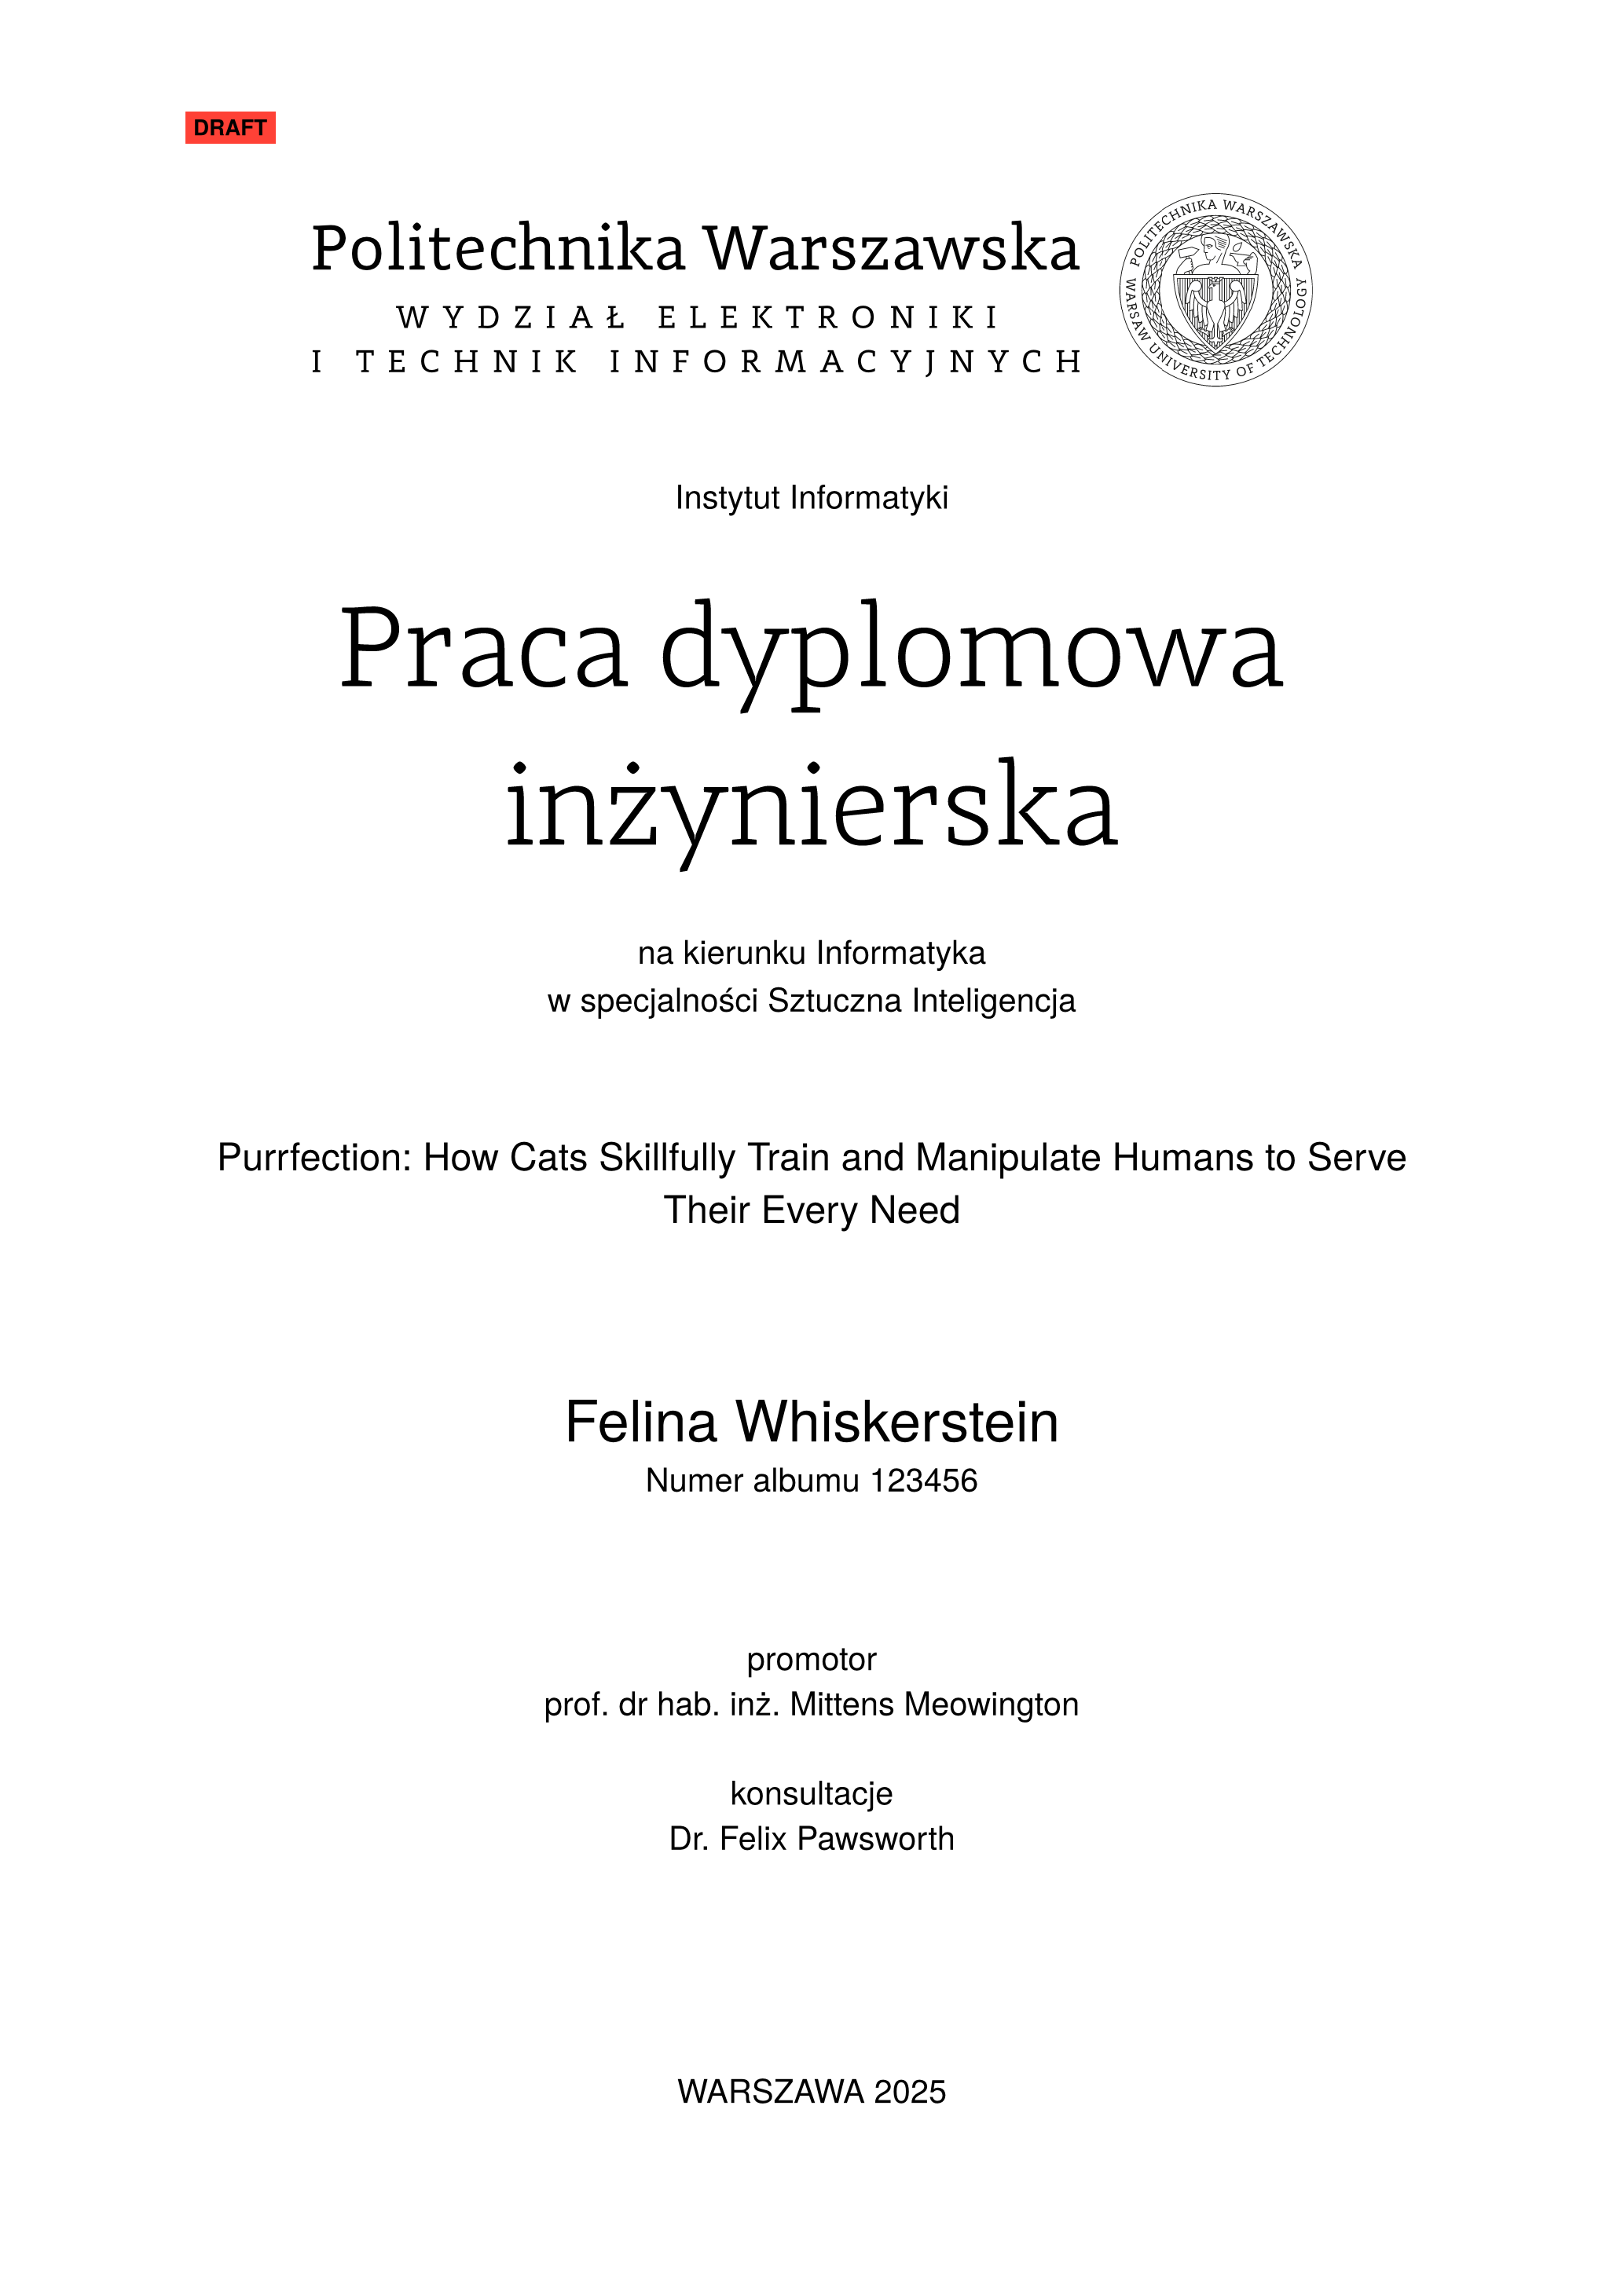 DRAFT
Politechnika Warszawska
WYDZIAŁ ELEKTRONIKI
I TECHNIK INFORMACYJNYCH
POLITECHNIKA WARSZAWSKA
WARSAW UNIVERSITY OF TECHNOLOGY
Instytut Informatyki
Praca dyplomowa
inżynierska
na kierunku Informatyka
w specjalności Sztuczna Inteligencja
Purrfection: How Cats Skillfully Train and Manipulate Humans to Serve
Their Every Need
Felina Whiskerstein
Numer albumu 123456
promotor
prof. dr hab. inż. Mittens Meowington
konsultacje
Dr. Felix Pawsworth
WARSZAWA 2025